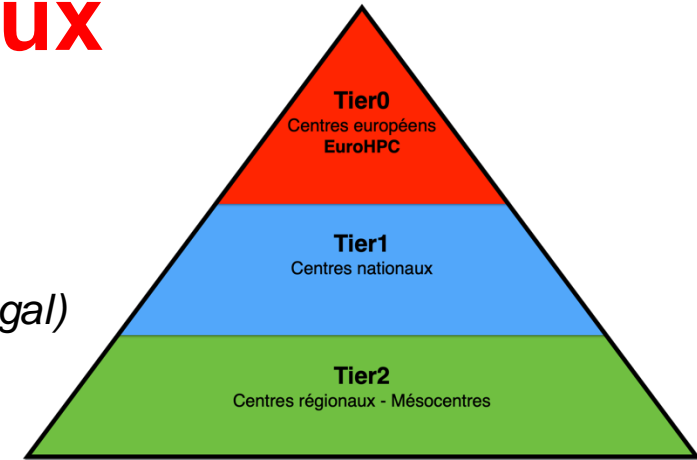 ux
Tier0
Centres européens
EuroHPC
Tier1
Centres nationaux
gal)
Tier2
Centres régionaux - Mésocentres